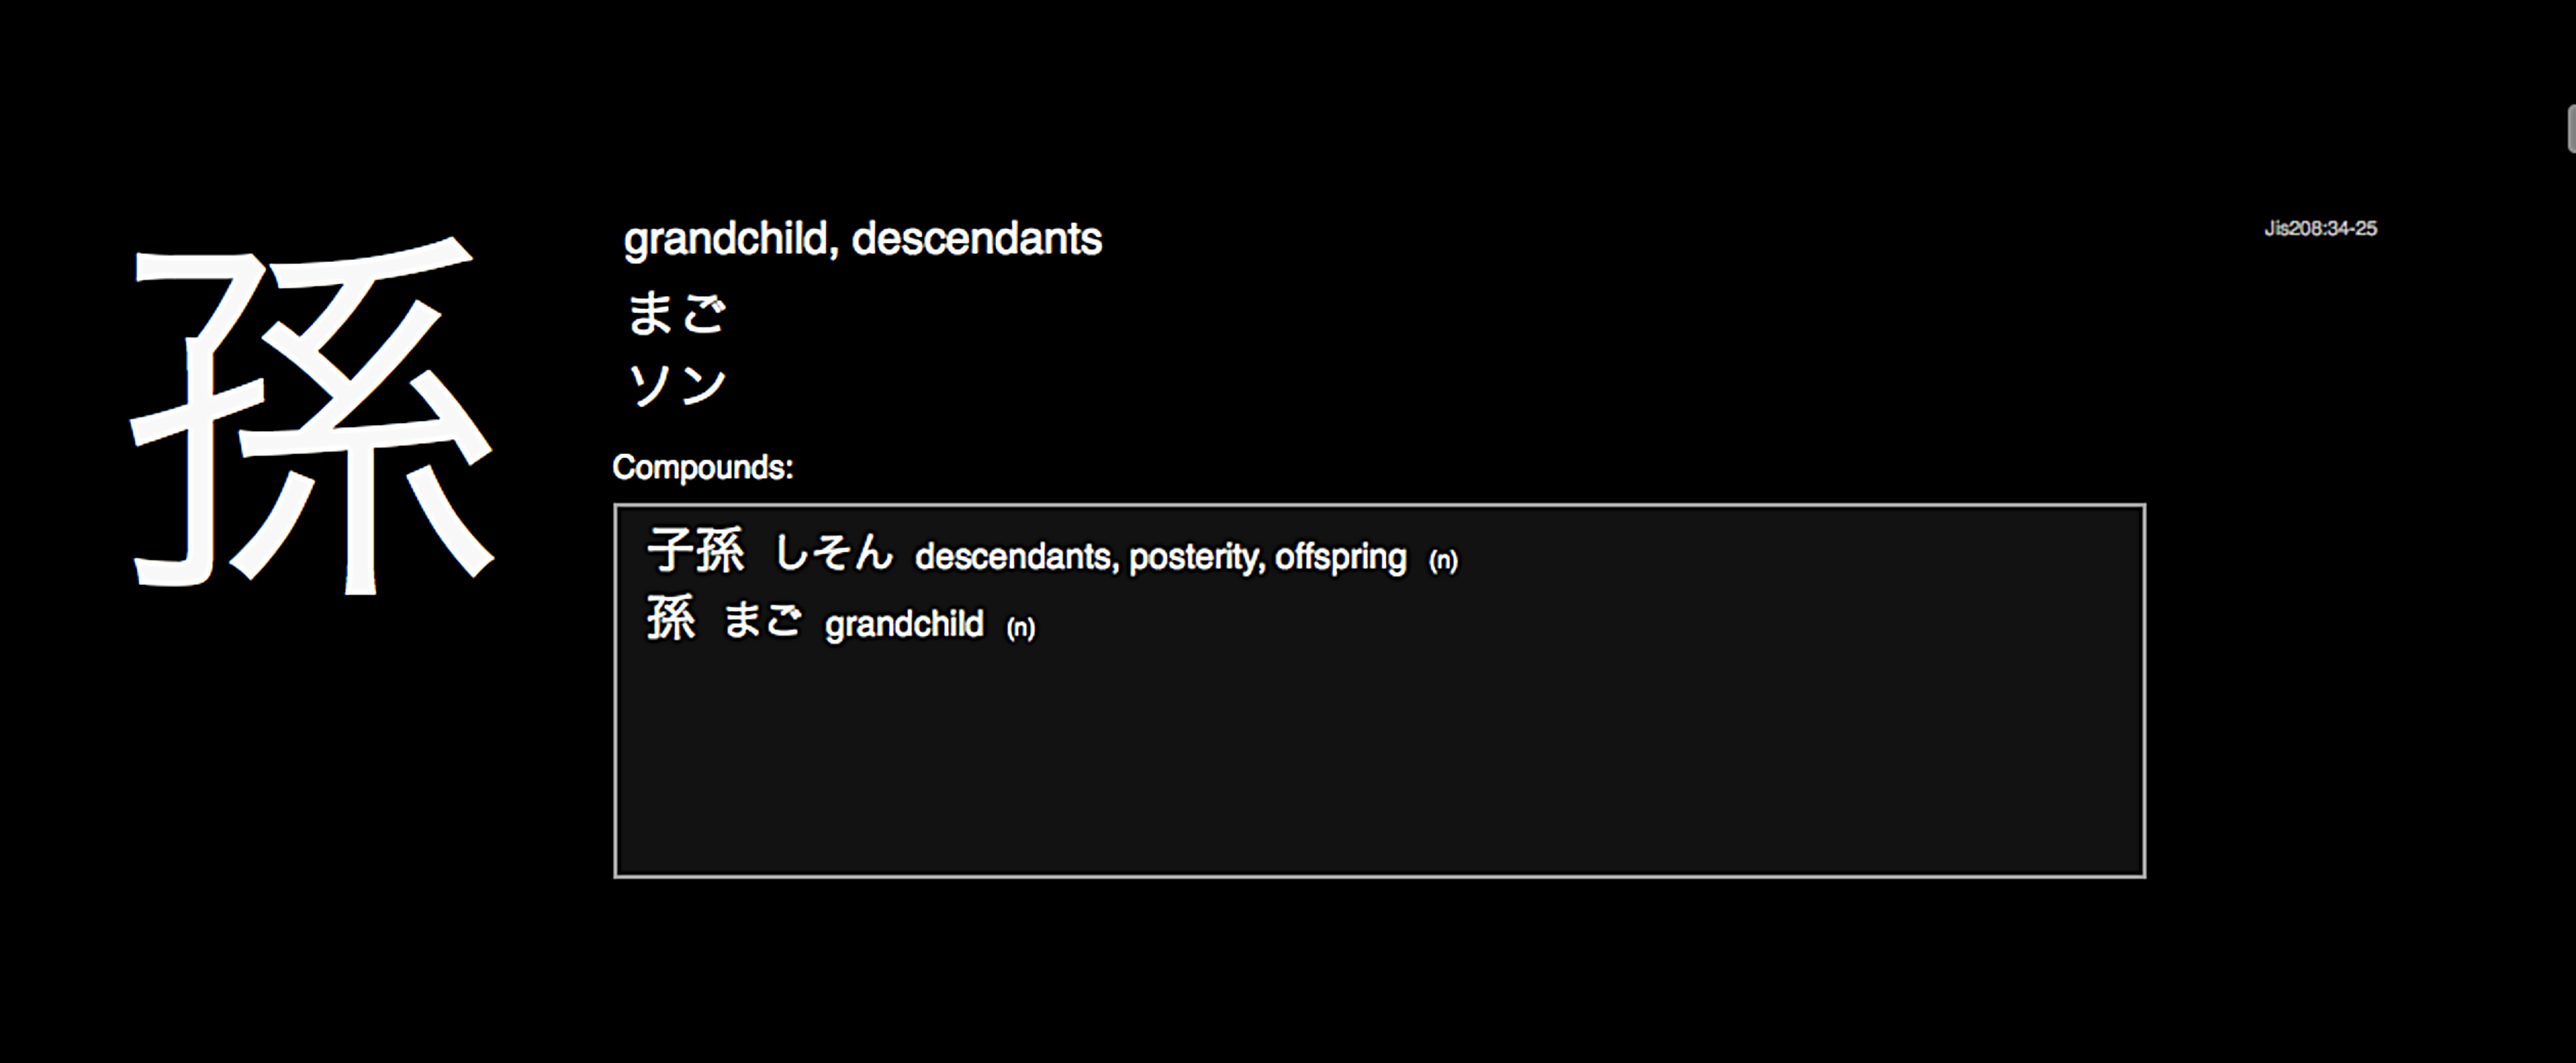 孫
grandchild, descendants
Jis208:34-25
まご
ソン
Compounds:
子孫 しそん descendants, posterity, offspring (n)
孫 まご grandchild (n)